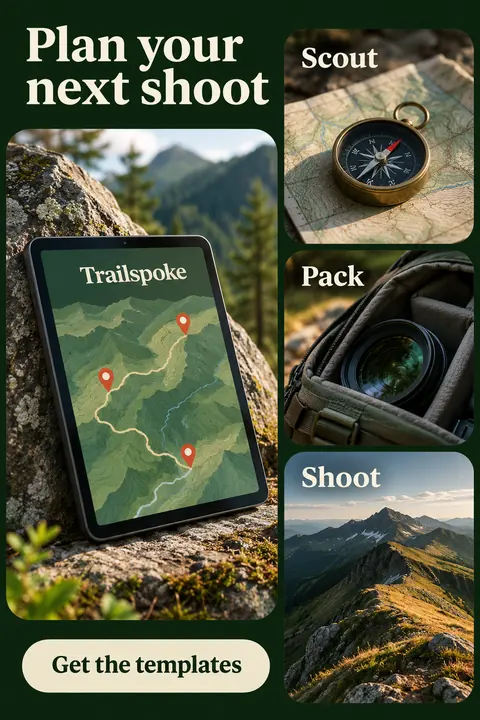 Plan your
next shoot
Trailspoke
Get the templates
Scout
Pack
Shoot